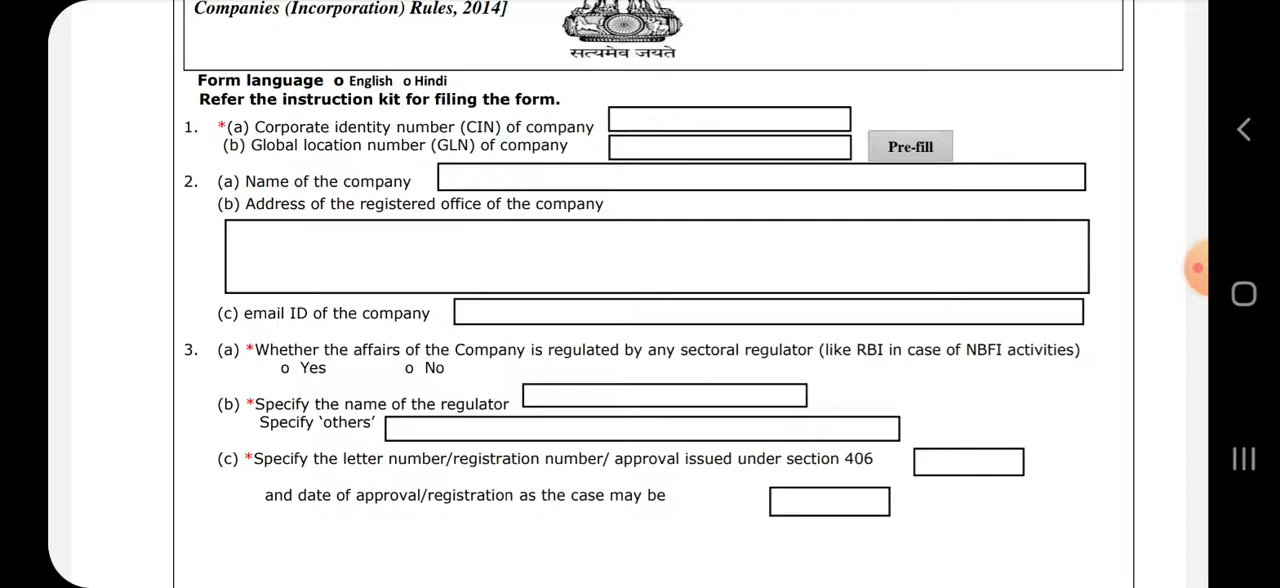 Companies (Incorporation) Rules, 2014]
सत्यमेव जयते
Form language o English o Hindi
Refer the instruction kit for filing the form.
1. *(a) Corporate identity number (CIN) of company
(b) Global location number (GLN) of company
Pre-fill
2. (a) Name of the company
(b) Address of the registered office of the company
(c) email ID of the company
3. (a) *Whether the affairs of the Company is regulated by any sectoral regulator (like RBI in case of NBFI activities)
o Yes o No
(b) *Specify the name of the regulator
Specify ‘others’
(c) *Specify the letter number/registration number/ approval issued under section 406
and date of approval/registration as the case may be